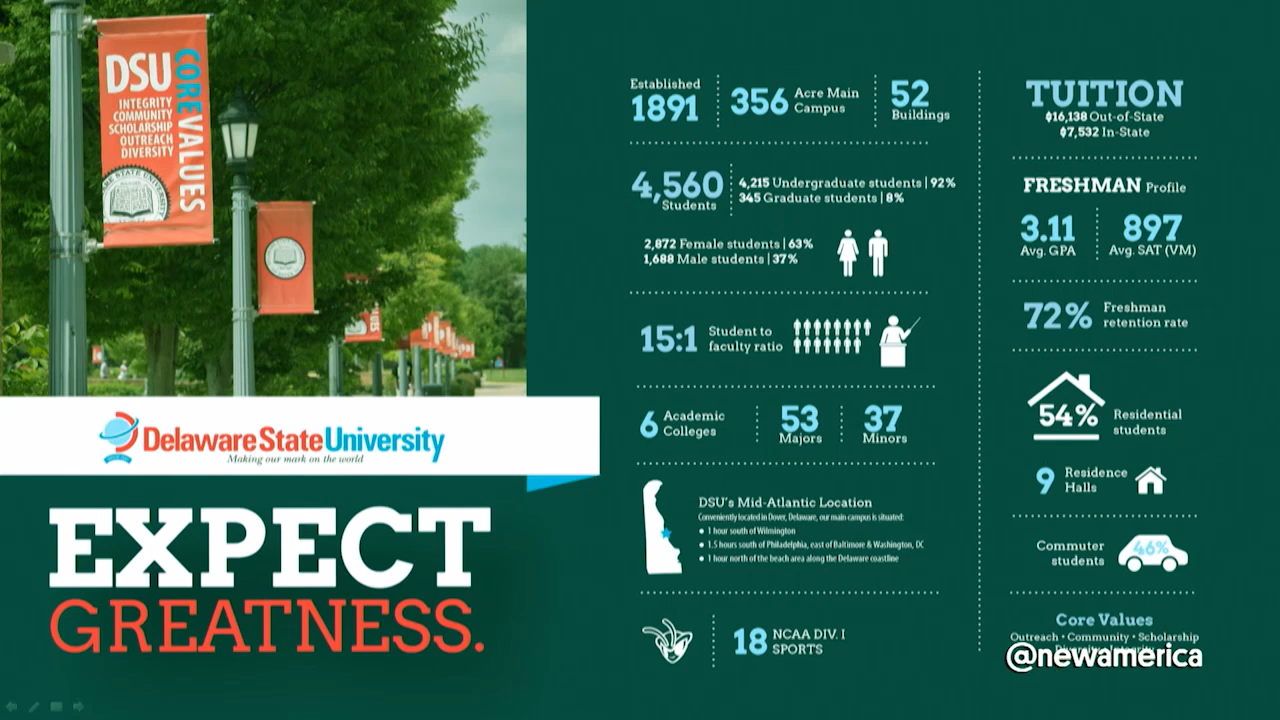 DSU
COREVALUES
INTEGRITY
COMMUNITY
SCHOLARSHIP
OUTREACH
DIVERSITY
Delaware State University
Making our mark on the world
EXPECT
GREATNESS.
Established
1891
356 Acre Main
Campus
52
Buildings
4,560
Students
4,215 Undergraduate students | 92%
345 Graduate students | 8%
2,872 Female students | 63%
1,688 Male students | 37%
15:1 Student to
faculty ratio
6 Academic
Colleges
53
Majors
37
Minors
DSU's Mid-Atlantic Location
Conveniently located in Dover, Delaware, our main campus is situated:
• 1 hour south of Wilmington
• 1.5 hours south of Philadelphia, east of Baltimore & Washington, DC
• 1 hour north of the beach area along the Delaware coastline
18 NCAA DIV. I
SPORTS
TUITION
$16,138 Out-of-State
$7,532 In-State
FRESHMAN Profile
3.11
Avg. GPA
897
Avg. SAT (VM)
72% Freshman
retention rate
54% Residential
students
9 Residence
Halls
Commuter
students
46%
Core Values
Outreach • Community • Scholarship
Diversity • Integrity
@newamerica